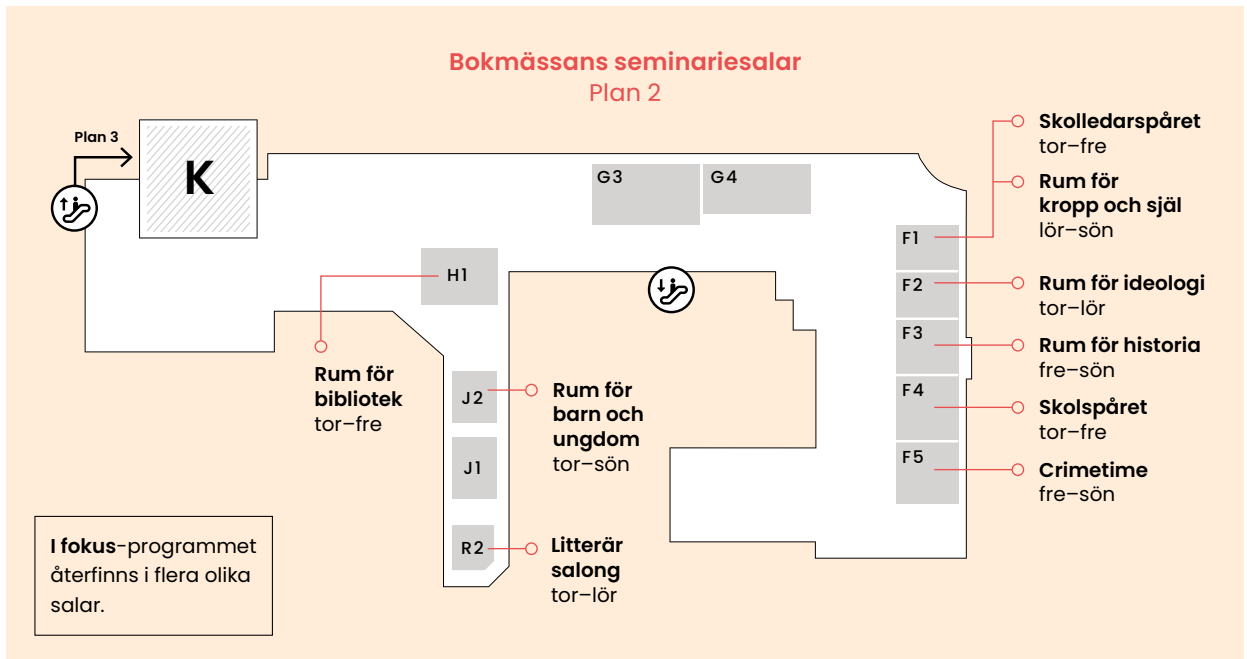 Bokmässans seminariesalar
Plan 2
Plan 3
K
G3
G4
H1
J2
J1
R2
F1
F2
F3
F4
F5
Rum för
bibliotek
tor–fre
Rum för
barn och
ungdom
tor–sön
Litterär
salong
tor–lör
Skolledarspåret
tor–fre
Rum för
kropp och själ
lör–sön
Rum för ideologi
tor–lör
Rum för historia
fre–sön
Skolspåret
tor–fre
Crimetime
fre–sön
I fokus-programmet
återfinns i flera olika
salar.